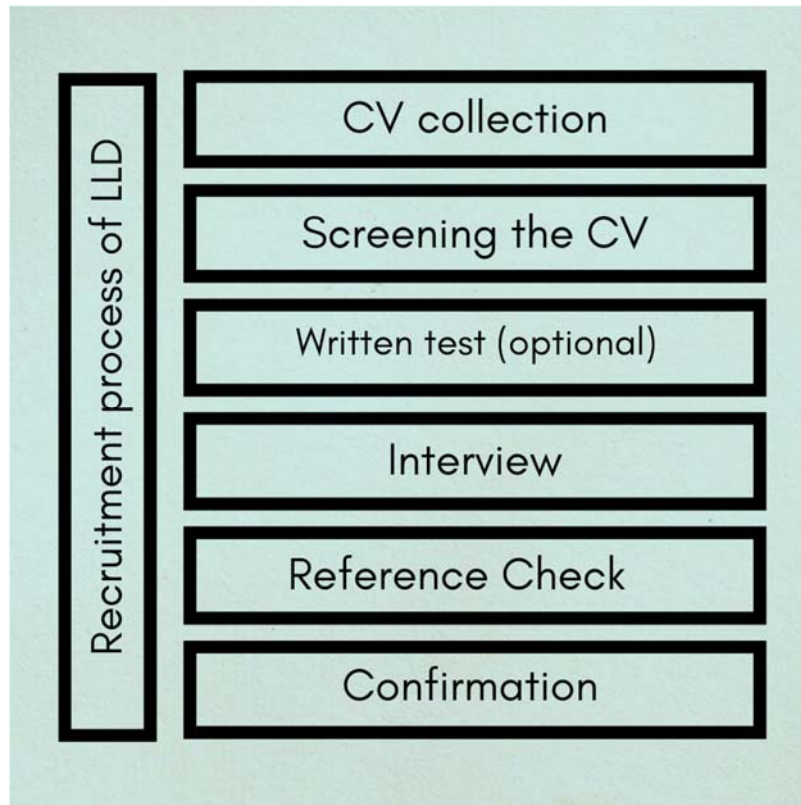 Recruitment process of LLD
CV collection
Screening the CV
Written test (optional)
Interview
Reference Check
Confirmation